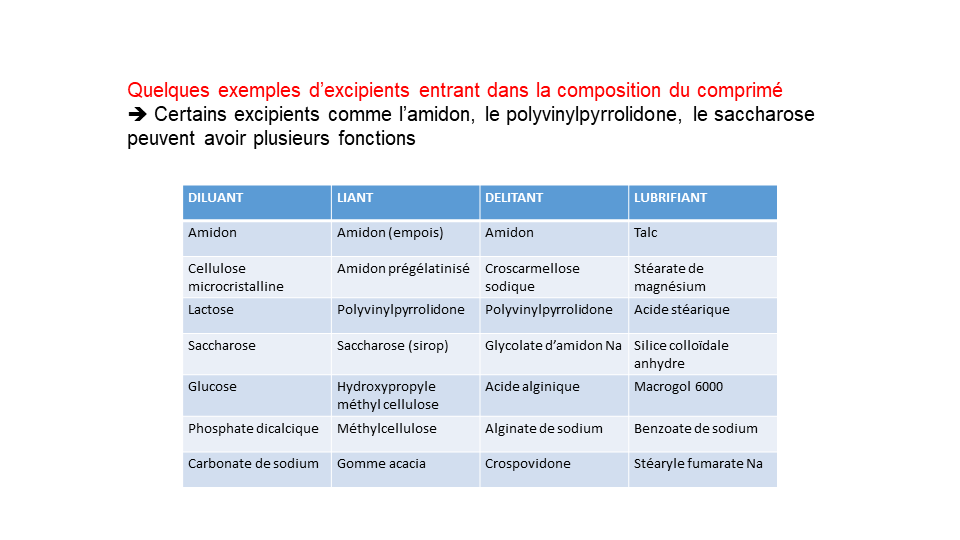 Quelques exemples d’excipients entrant dans la composition du comprimé
➔ Certains excipients comme l’amidon, le polyvinylpyrrolidone, le saccharose
peuvent avoir plusieurs fonctions
DILUANT LIANT DELITANT LUBRIFIANT
Amidon Amidon (empois) Amidon Talc
Cellulose microcristalline Amidon prégélatinisé Croscarmellose sodique Stéarate de magnésium
Lactose Polyvinylpyrrolidone Polyvinylpyrrolidone Acide stéarique
Saccharose Saccharose (sirop) Glycolate d’amidon Na Silice colloïdale anhydre
Glucose Hydroxypropyle méthyl cellulose Acide alginique Macrogol 6000
Phosphate dicalcique Méthylcellulose Alginate de sodium Benzoate de sodium
Carbonate de sodium Gomme acacia Crospovidone Stéaryle fumarate Na